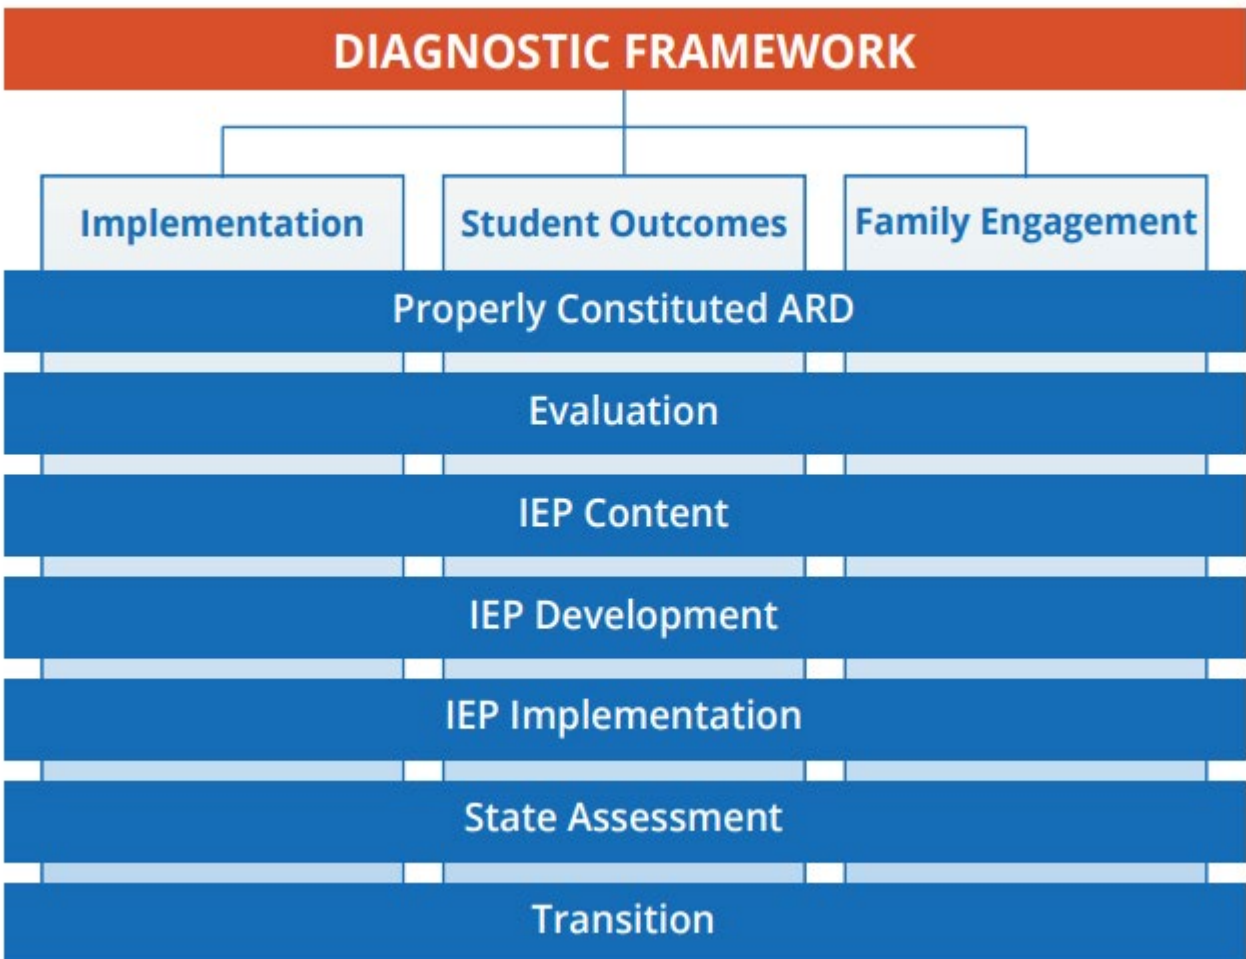 DIAGNOSTIC FRAMEWORK
Implementation
Student Outcomes
Family Engagement
Properly Constituted ARD
Evaluation
IEP Content
IEP Development
IEP Implementation
State Assessment
Transition